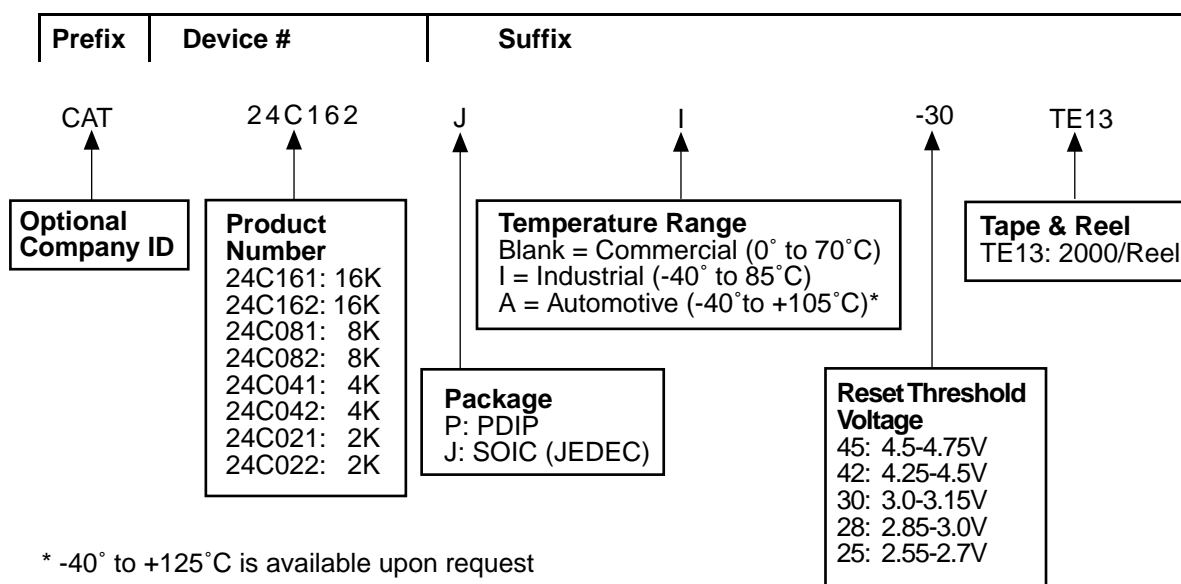 Prefix Device # Suffix
CAT 24C162 J I -30 TE13
Optional
Company ID
Product
Number
24C161: 16K
24C162: 16K
24C081: 8K
24C082: 8K
24C041: 4K
24C042: 4K
24C021: 2K
24C022: 2K
Temperature Range
Blank = Commercial (0˚ to 70˚C)
I = Industrial (-40˚ to 85˚C)
A = Automotive (-40˚to +105˚C)*
Tape & Reel
TE13: 2000/Reel
Package
P: PDIP
J: SOIC (JEDEC)
Reset Threshold
Voltage
45: 4.5-4.75V
42: 4.25-4.5V
30: 3.0-3.15V
28: 2.85-3.0V
25: 2.55-2.7V
* -40˚ to +125˚C is available upon request